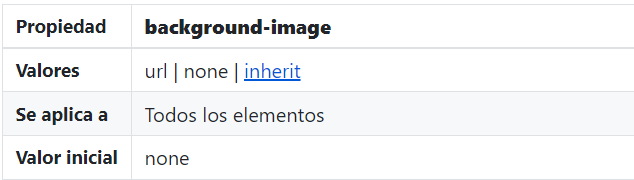 Propiedad background-image
Valores url | none | inherit
Se aplica a Todos los elementos
Valor inicial none